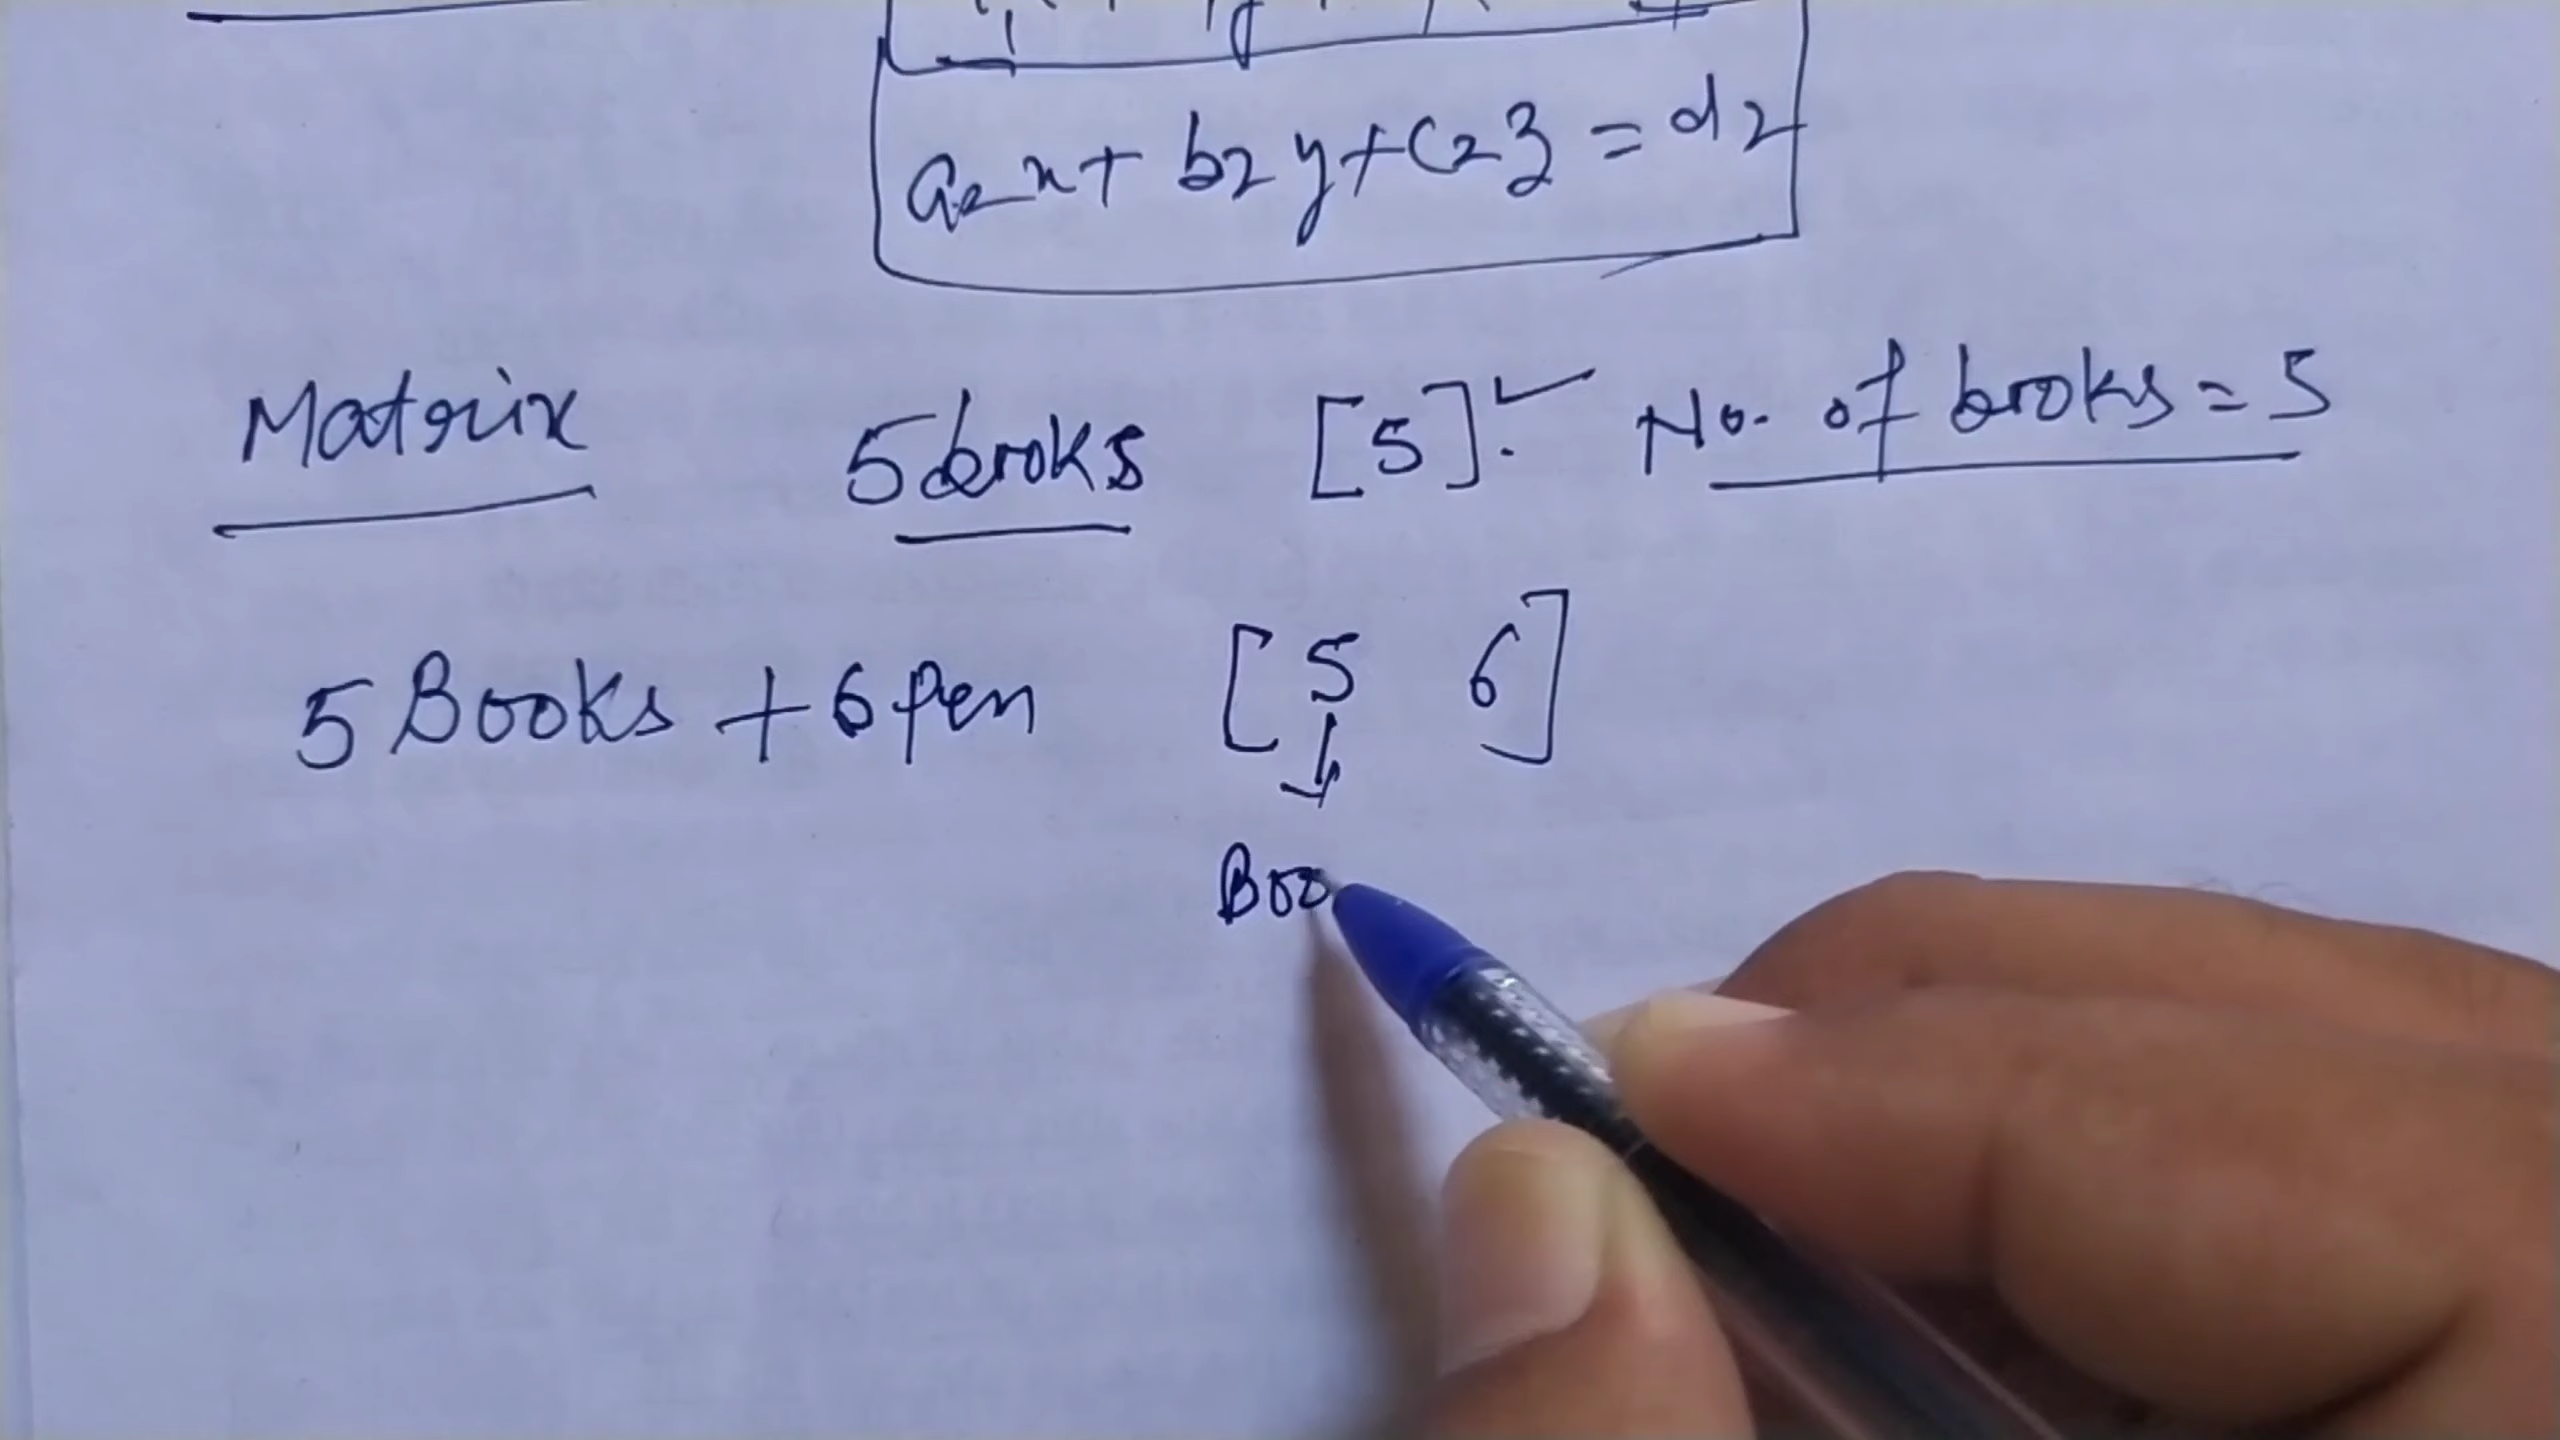 a2x + b2y + c2z = d2
Matrix 5 books [5]. ✓ No. of books = 5
5 Books + 6 Pen [5 6]
Boo